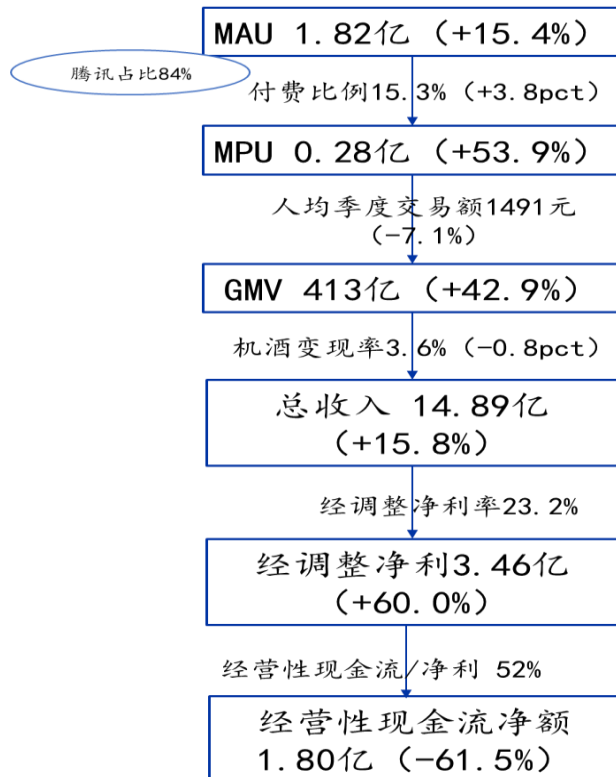 MAU 1.82亿（+15.4%）
腾讯占比84%
付费比例15.3%（+3.8pct）
MPU 0.28亿（+53.9%）
人均季度交易额1491元
（-7.1%）
GMV 413亿（+42.9%）
机酒变现率3.6%（-0.8pct）
总收入 14.89亿
（+15.8%）
经调整净利率23.2%
经调整净利3.46亿
（+60.0%）
经营性现金流/净利 52%
经营性现金流净额
1.80亿（-61.5%）